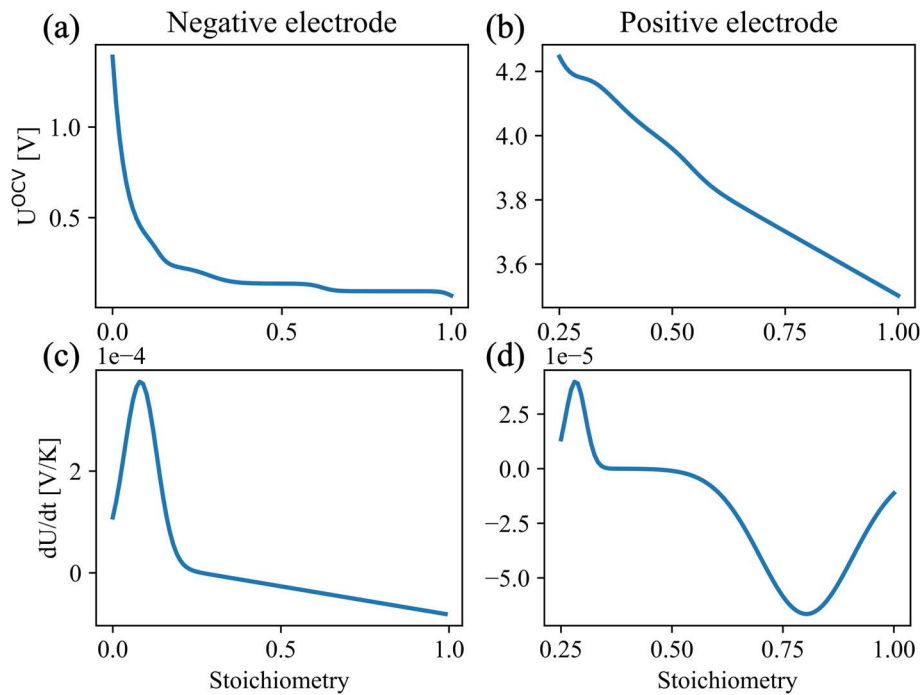 (a) Negative electrode
(b) Positive electrode
U^OCV [V]
1.0
0.5
0.0 0.5 1.0
4.2
4.0
3.8
3.6
0.25 0.50 0.75 1.00
(c) 1e−4
dU/dt [V/K]
2
0
0.0 0.5 1.0
Stoichiometry
(d) 1e−5
2.5
0.0
−2.5
−5.0
0.25 0.50 0.75 1.00
Stoichiometry